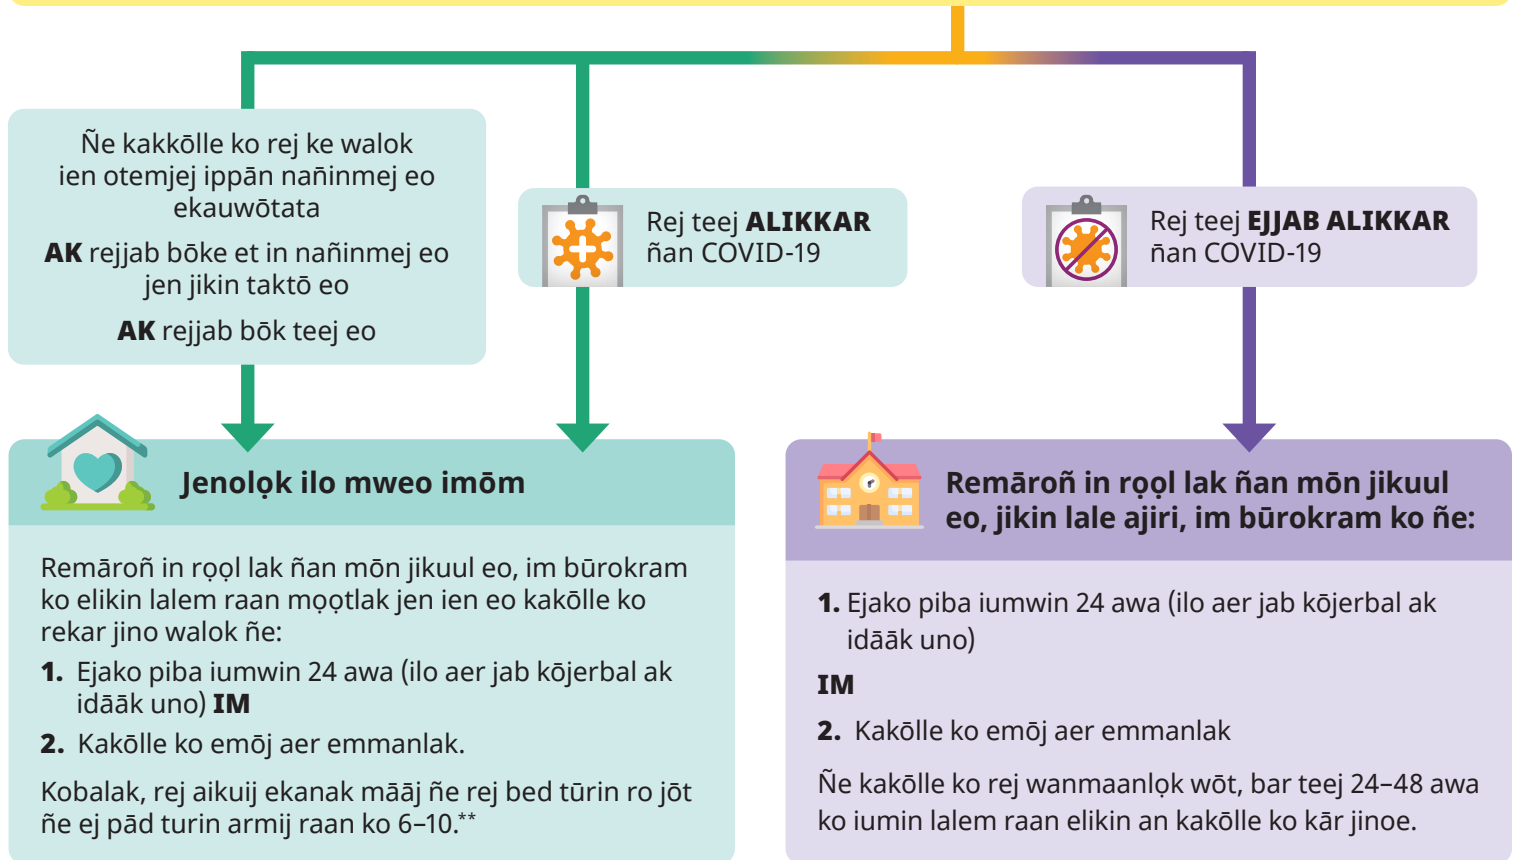 Ñe kakkōlle ko rej ke walok
ien otemjej ippān nañinmej eo
ekauwōtata
AK rejjab bōke et in nañinmej eo
jen jikin taktō eo
AK rejjab bōk teej eo
Rej teej ALIKKAR
ñan COVID-19
Rej teej EJJAB ALIKKAR
ñan COVID-19
Jenolọk ilo mweo imōm
Remāroñ in rọọl lak ñan mōn jikuul eo, im būrokram
ko elikin lalem raan mọọtlak jen ien eo kakōlle ko
rekar jino walok ñe:
1. Ejako piba iumwin 24 awa (ilo aer jab kōjerbal ak
idāāk uno) IM
2. Kakōlle ko emōj aer emmanlak.
Kobalak, rej aikuij ekanak māāj ñe rej bed tūrin ro jōt
ñe ej pād turin armij raan ko 6–10.**
Remāroñ in rọọl lak ñan mōn jikuul
eo, jikin lale ajiri, im būrokram ko ñe:
1. Ejako piba iumwin 24 awa (ilo aer jab kōjerbal ak
idāāk uno)
IM
2. Kakōlle ko emōj aer emmanlak
Ñe kakōlle ko rej wanmaanlọk wōt, bar teej 24–48 awa
ko iumin lalem raan elikin an kakōlle ko kār jinoe.